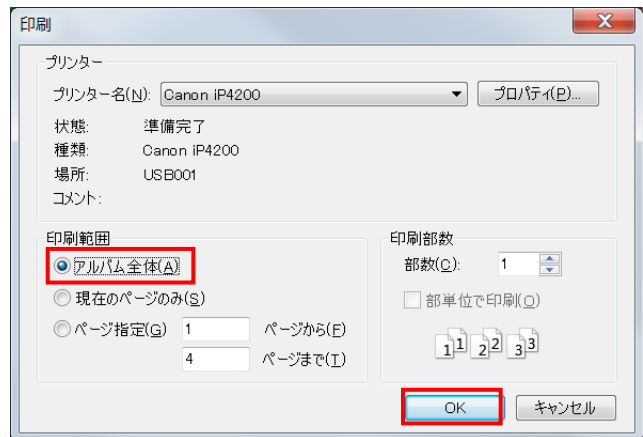 印刷
プリンター
プリンター名(N): Canon iP4200 プロパティ(P)...
状態: 準備完了
種類: Canon iP4200
場所: USB001
コメント:
印刷範囲
アルバム全体(A)
現在のページのみ(S)
ページ指定(G) 1 ページから(F)
4 ページまで(T)
印刷部数
部数(C): 1
部単位で印刷(O)
1 1 2 2 3 3
OK キャンセル